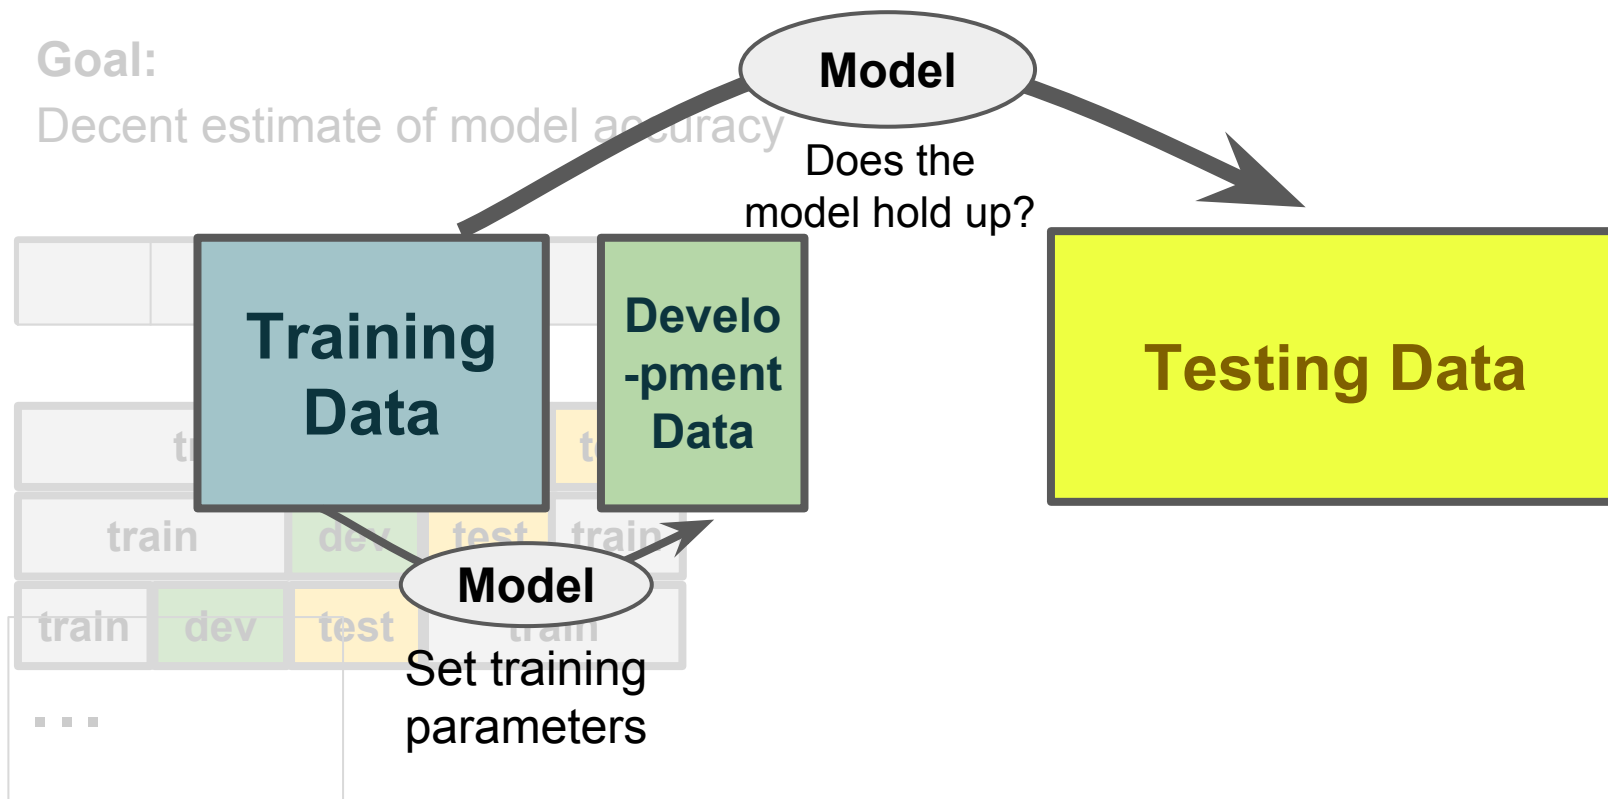 Goal:
Decent estimate of model accuracy
Model
Does the
model hold up?
Training
Data
Develo
-pment
Data
Testing Data
train dev test train
Model
train dev test train
Set training
parameters
...